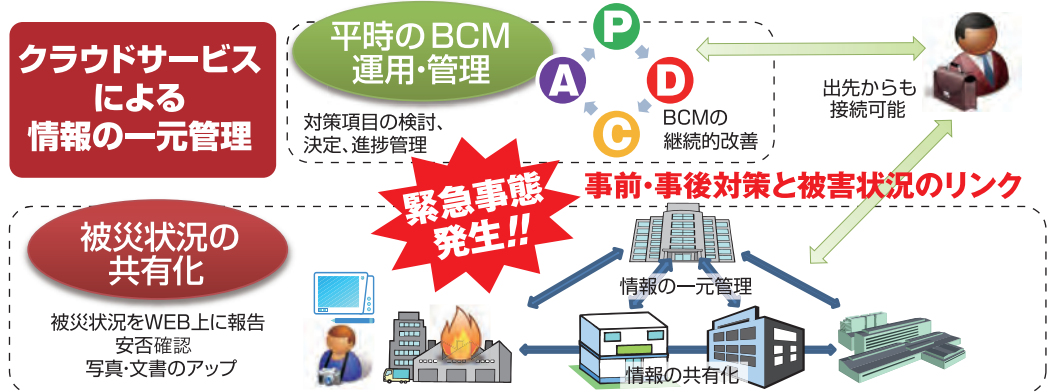 クラウドサービス
による
情報の一元管理
平時のBCM
運用・管理
対策項目の検討、
決定、進捗管理
P
A
D
C
BCMの
継続的改善
出先からも
接続可能
緊急事態
発生!!
事前・事後対策と被害状況のリンク
被災状況の
共有化
被災状況をWEB上に報告
安否確認
写真・文書のアップ
情報の一元管理
情報の共有化